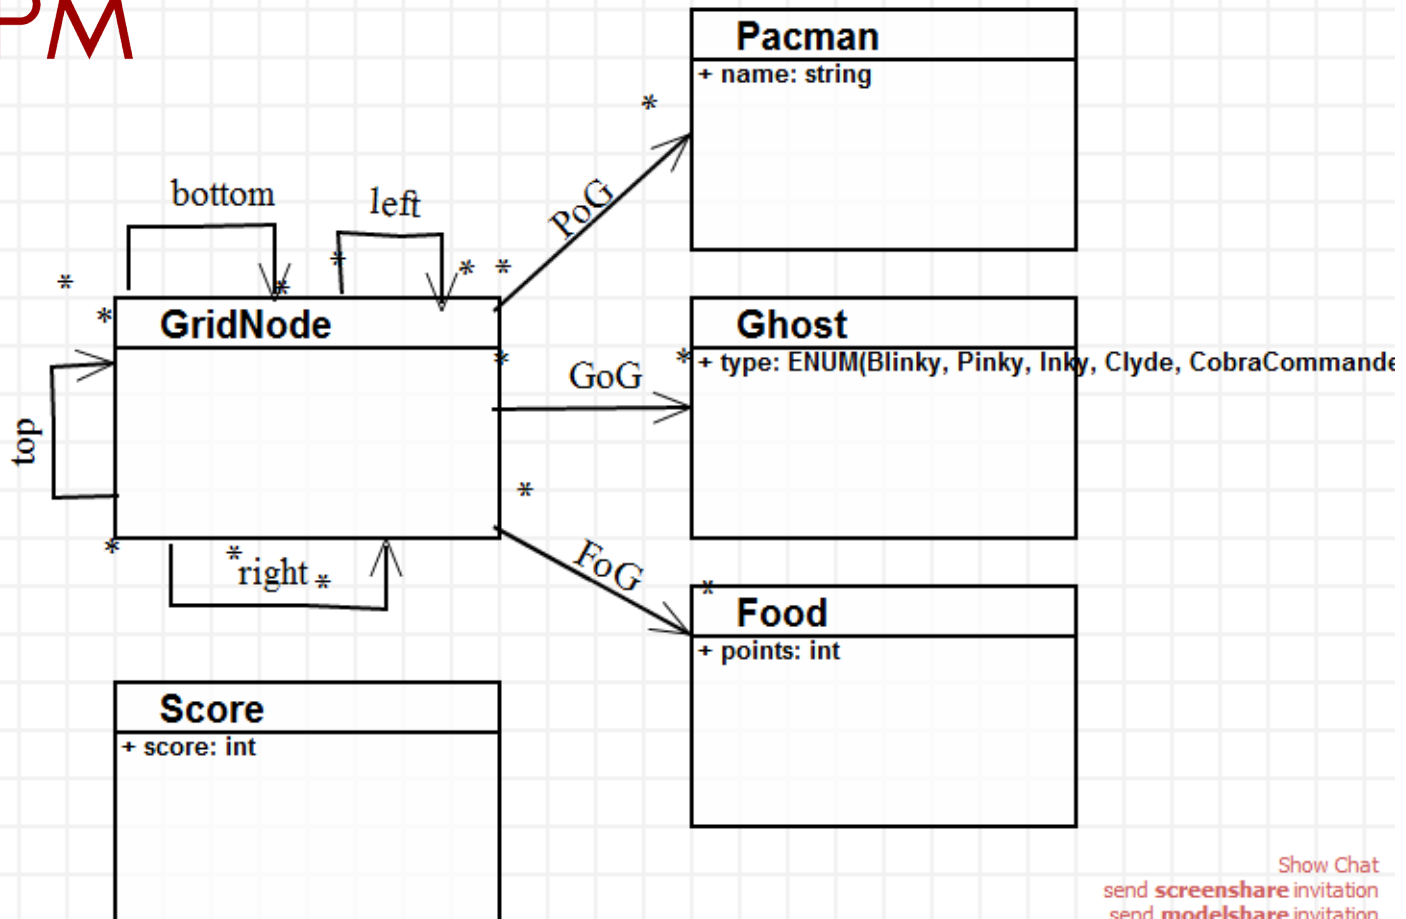 PM
Pacman
+ name: string
*
bottom
left
PoG
*
*
*
*
*
*
GridNode
Ghost
*
*
+ type: ENUM(Blinky, Pinky, Inky, Clyde, CobraCommande
GoG
top
*
*
*
right
*
FoG
*
Food
+ points: int
Score
+ score: int
Show Chat
send screenshare invitation
send modelshare invitation